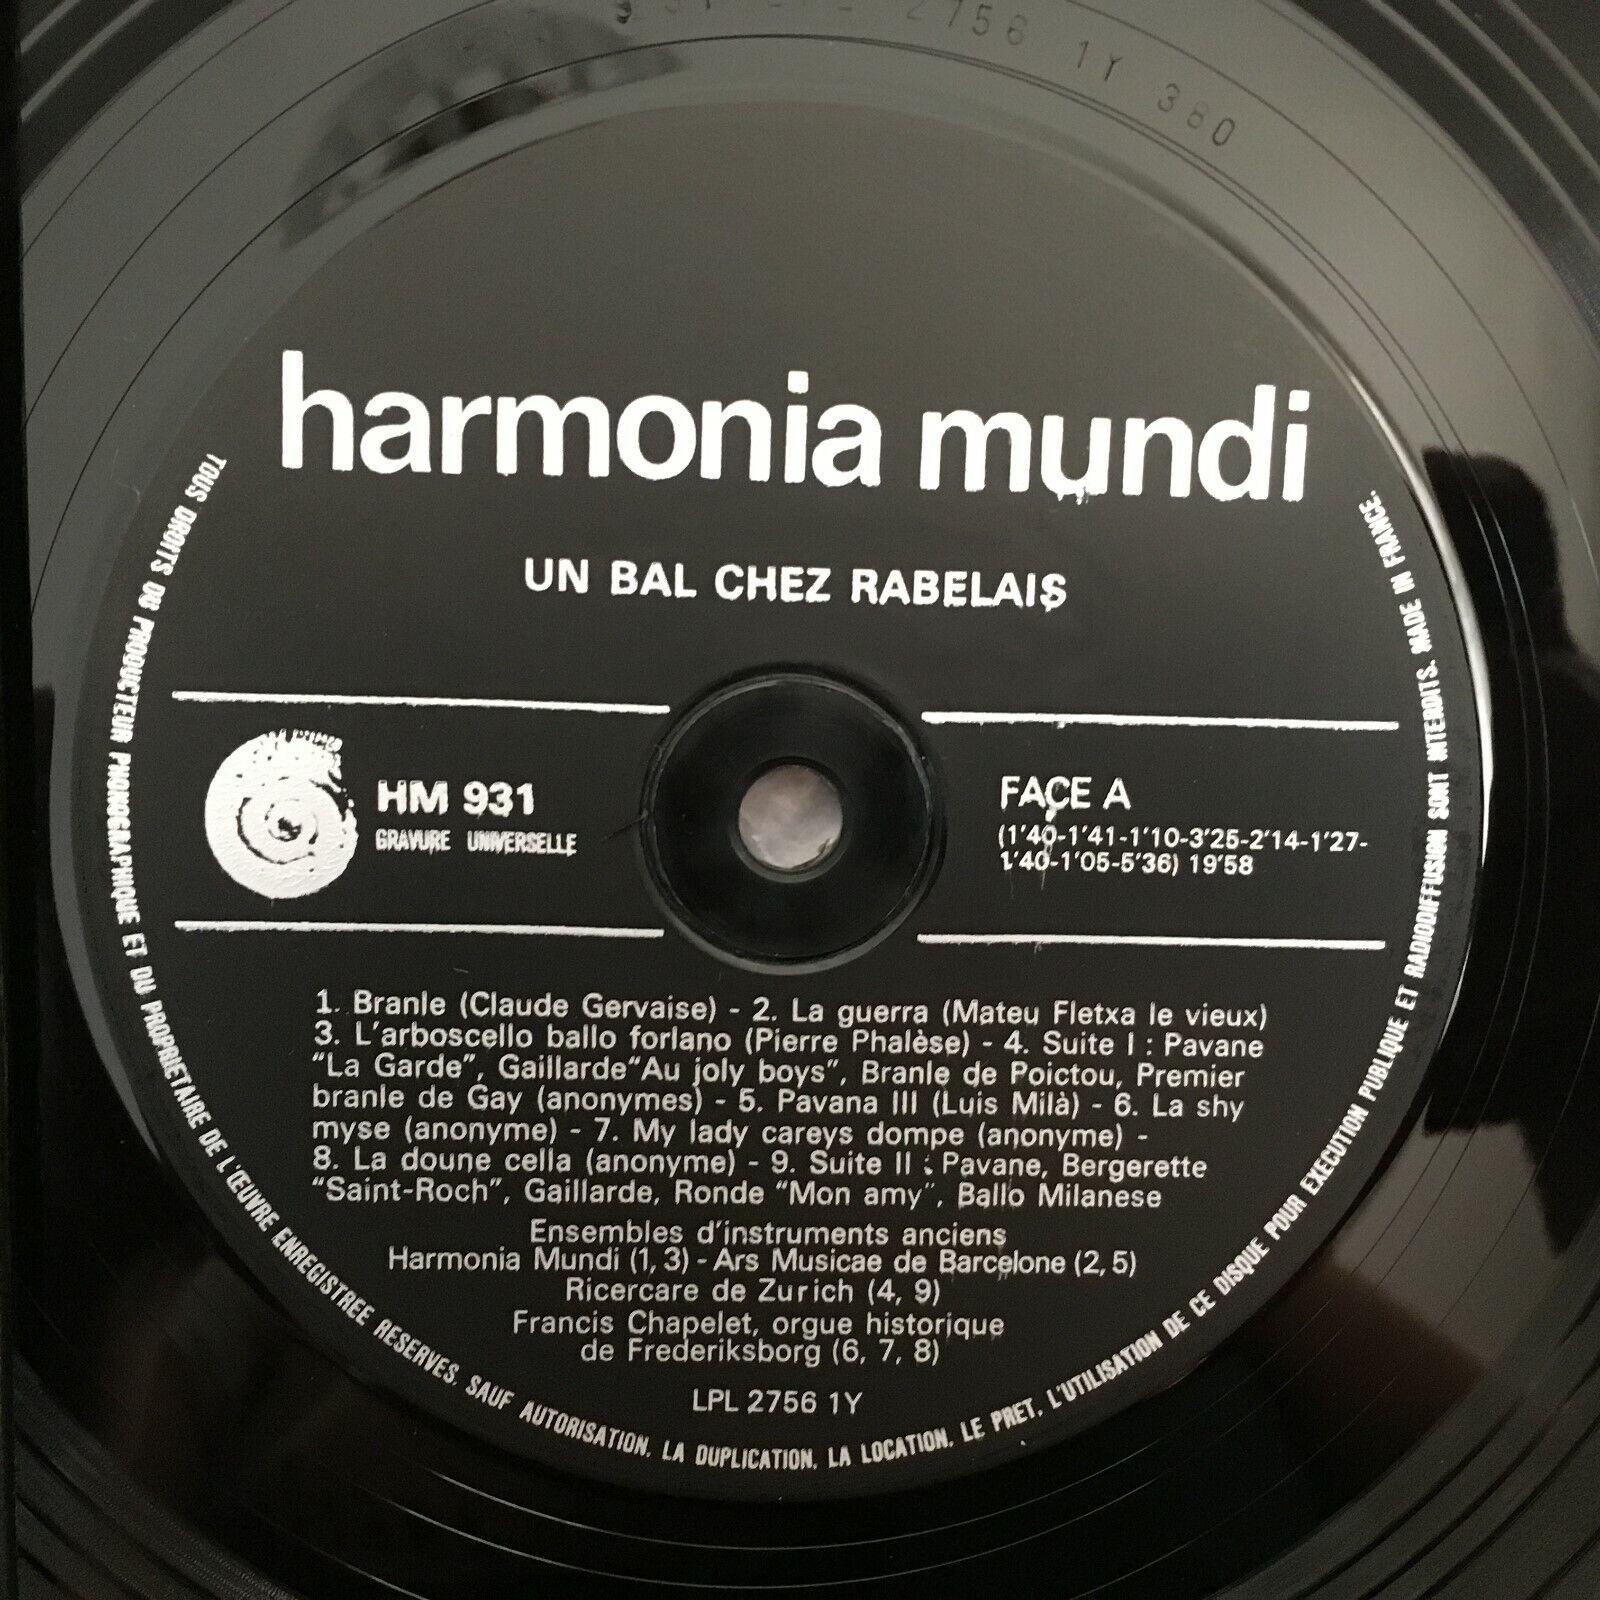 2756 1Y 380
harmonia mundi
UN BAL CHEZ RABELAIS
HM 931
GRAVURE UNIVERSELLE
FACE A
(1'40-1'41-1'10-3'25-2'14-1'27-
1'40-1'05-5'36) 19'58
1. Branle (Claude Gervaise) - 2. La guerra (Mateu Fletxa le vieux)
3. L'arboscello ballo forlano (Pierre Phalèse) - 4. Suite I : Pavane
"La Garde", Gaillarde "Au joly boys", Branle de Poictou, Premier
branle de Gay (anonymes) - 5. Pavana III (Luis Milà) - 6. La shy
myse (anonyme) - 7. My lady careys dompe (anonyme) -
8. La doune cella (anonyme) - 9. Suite II : Pavane, Bergerette
"Saint-Roch", Gaillarde, Ronde "Mon amy", Ballo Milanese
Ensembles d'instruments anciens
Harmonia Mundi (1, 3) - Ars Musicae de Barcelone (2, 5)
Ricercare de Zurich (4, 9)
Francis Chapelet, orgue historique
de Frederiksborg (6, 7, 8)
LPL 2756 1Y
TOUS DROITS DU PRODUCTEUR PHONOGRAPHIQUE ET DU PROPRIETAIRE DE L'ŒUVRE ENREGISTREE RESERVES. SAUF AUTORISATION, LA DUPLICATION, LA LOCATION, LE PRET, L'UTILISATION DE CE DISQUE POUR EXECUTION PUBLIQUE ET RADIODIFFUSION SONT INTERDITS. MADE IN FRANCE.